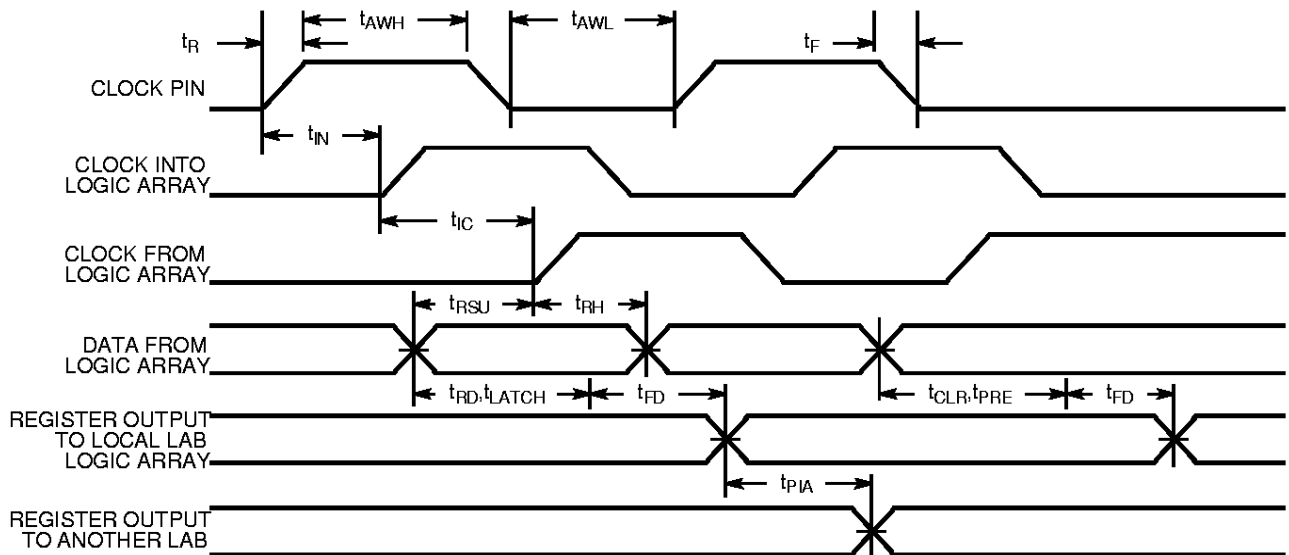 tAWH
tAWL
tR
tF
CLOCK PIN
tIN
CLOCK INTO
LOGIC ARRAY
tIC
CLOCK FROM
LOGIC ARRAY
tRSU
tRH
DATA FROM
LOGIC ARRAY
tRD,tLATCH
tFD
tCLR,tPRE
tFD
REGISTER OUTPUT
TO LOCAL LAB
LOGIC ARRAY
tPIA
REGISTER OUTPUT
TO ANOTHER LAB